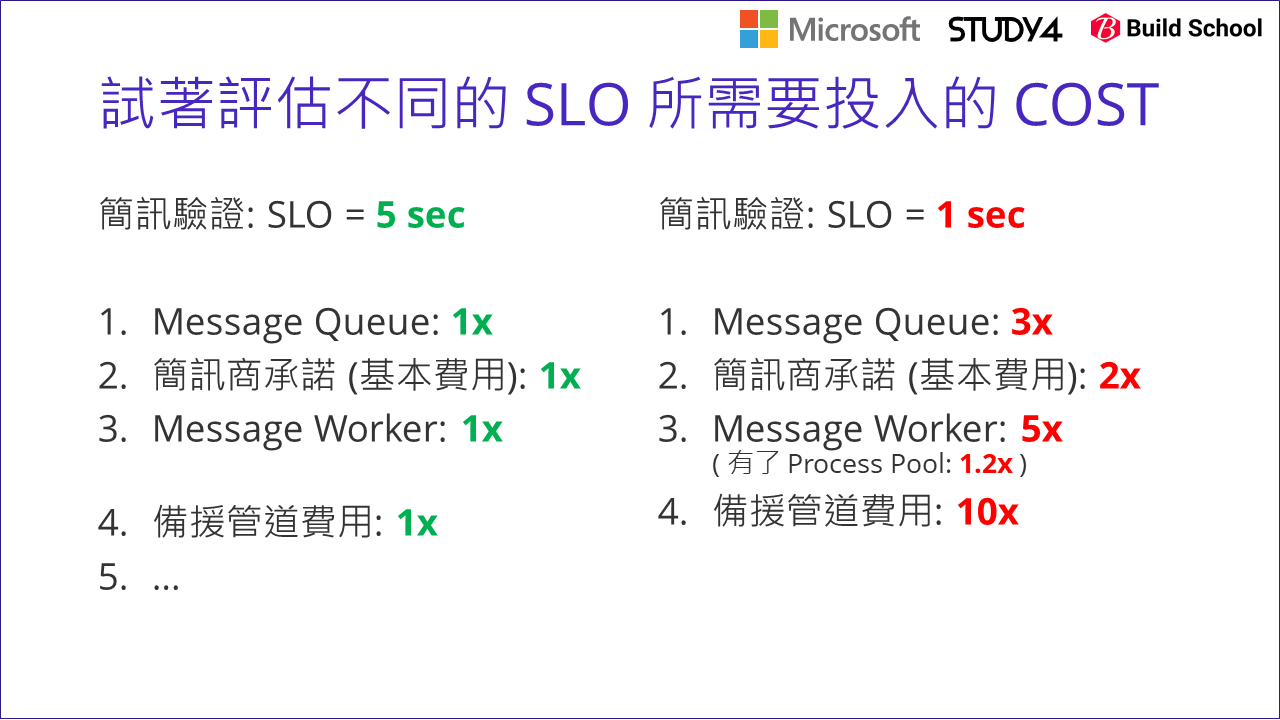 Microsoft STUDY4 Build School
試著評估不同的 SLO 所需要投入的 COST
簡訊驗證: SLO = 5 sec
1. Message Queue: 1x
2. 簡訊商承諾 (基本費用): 1x
3. Message Worker: 1x
4. 備援管道費用: 1x
5. ...
簡訊驗證: SLO = 1 sec
1. Message Queue: 3x
2. 簡訊商承諾 (基本費用): 2x
3. Message Worker: 5x
( 有了 Process Pool: 1.2x )
4. 備援管道費用: 10x